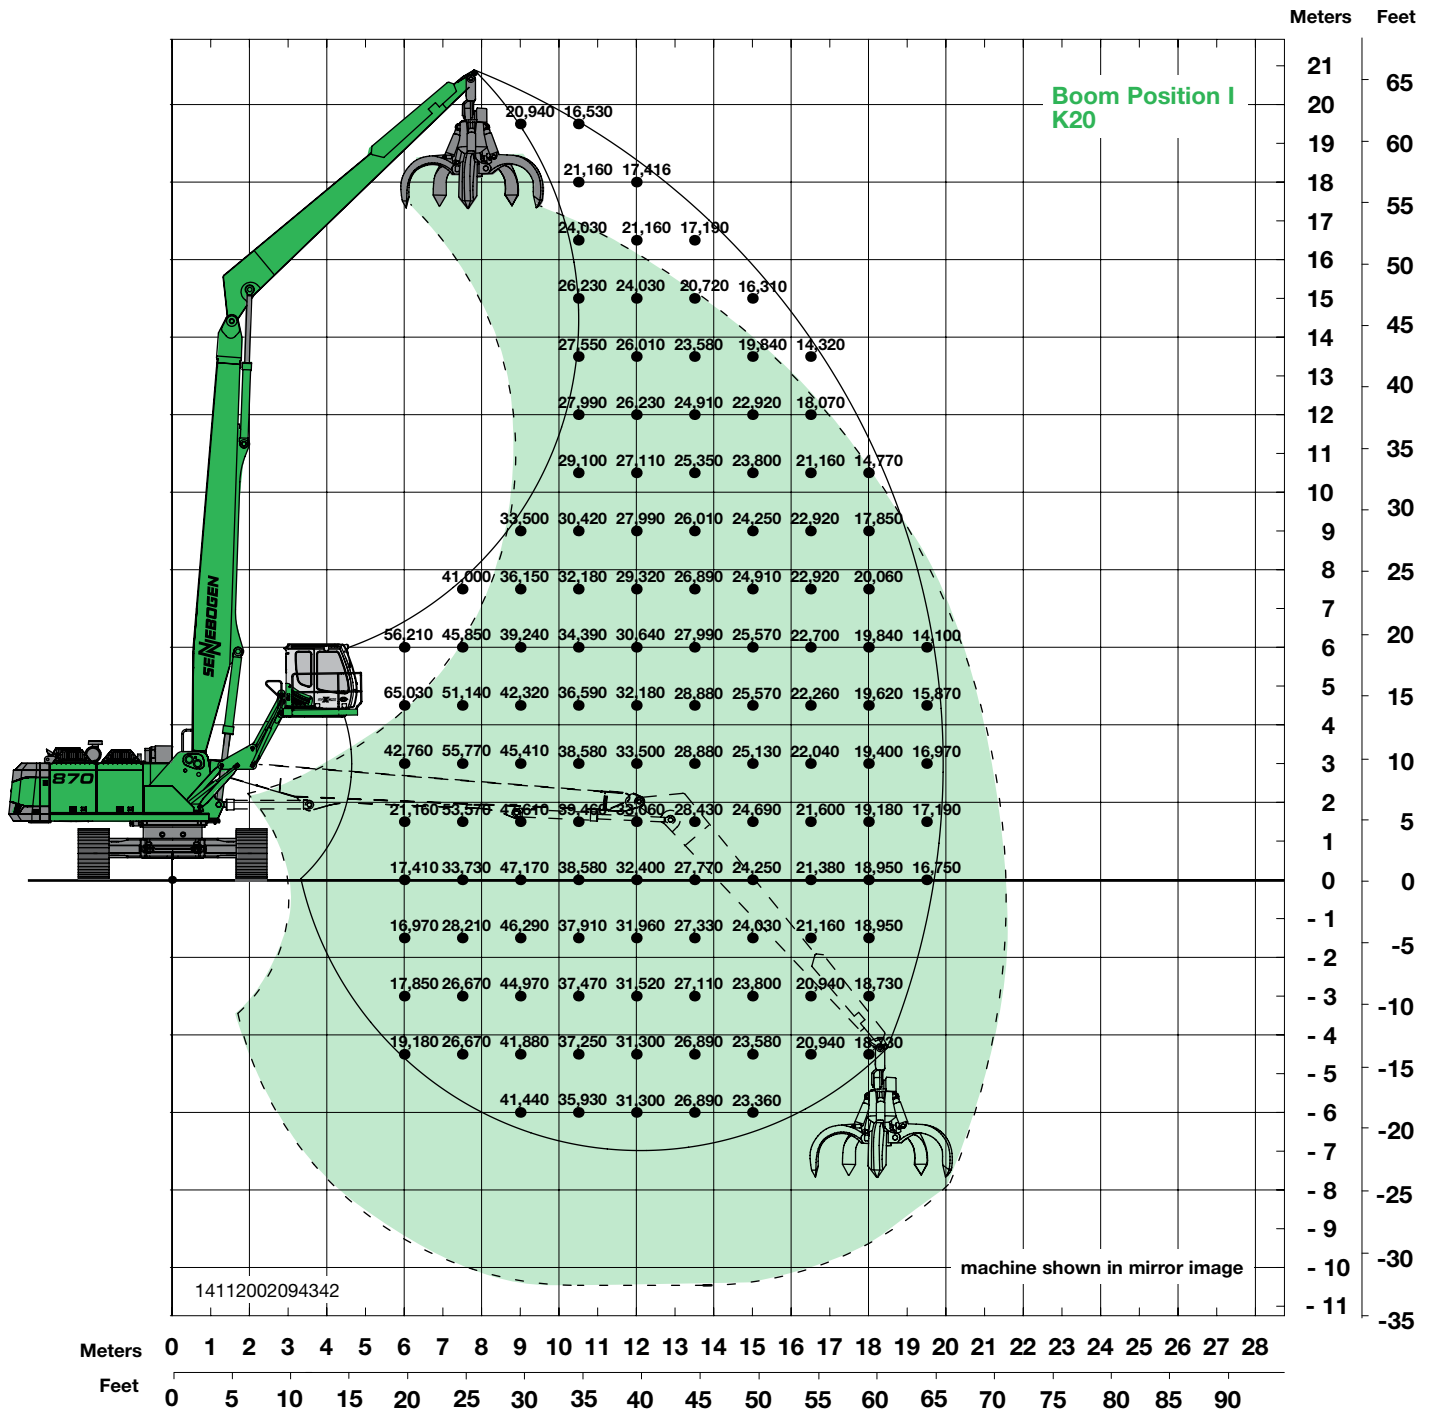 Meters Feet
Boom Position I
K20
21
20
19
18
17
16
15
14
13
12
11
10
9
8
7
6
5
4
3
2
1
0
- 1
- 2
- 3
- 4
- 5
- 6
- 7
- 8
- 9
- 10
- 11
65
60
55
50
45
40
35
30
25
20
15
10
5
0
-5
-10
-15
-20
-25
-30
-35
20,940 16,530
21,160 17,416
24,030 21,160 17,190
26,230 24,030 20,720 16,310
27,550 26,010 23,580 19,840 14,320
27,990 26,230 24,910 22,920 18,070
29,100 27,110 25,350 23,800 21,160 14,770
33,500 30,420 27,990 26,010 24,250 22,920 17,850
41,000 36,150 32,180 29,320 26,890 24,910 22,920 20,060
56,210 45,850 39,240 34,390 30,640 27,990 25,570 22,700 19,840 14,100
65,030 51,140 42,320 36,590 32,180 28,880 25,570 22,260 19,620 15,870
42,760 55,770 45,410 38,580 33,500 28,880 25,130 22,040 19,400 16,970
21,160 53,570 47,610 39,460 33,060 28,430 24,690 21,600 19,180 17,190
17,410 33,730 47,170 38,580 32,400 27,770 24,250 21,380 18,950 16,750
16,970 28,210 46,290 37,910 31,960 27,330 24,030 21,160 18,950
17,850 26,670 44,970 37,470 31,520 27,110 23,800 20,940 18,730
19,180 26,670 41,880 37,250 31,300 26,890 23,580 20,940
41,440 35,930 31,300 26,890 23,360
SENNEBOGEN
870
machine shown in mirror image
14112002094342
Meters 0 1 2 3 4 5 6 7 8 9 10 11 12 13 14 15 16 17 18 19 20 21 22 23 24 25 26 27 28
Feet 0 5 10 15 20 25 30 35 40 45 50 55 60 65 70 75 80 85 90